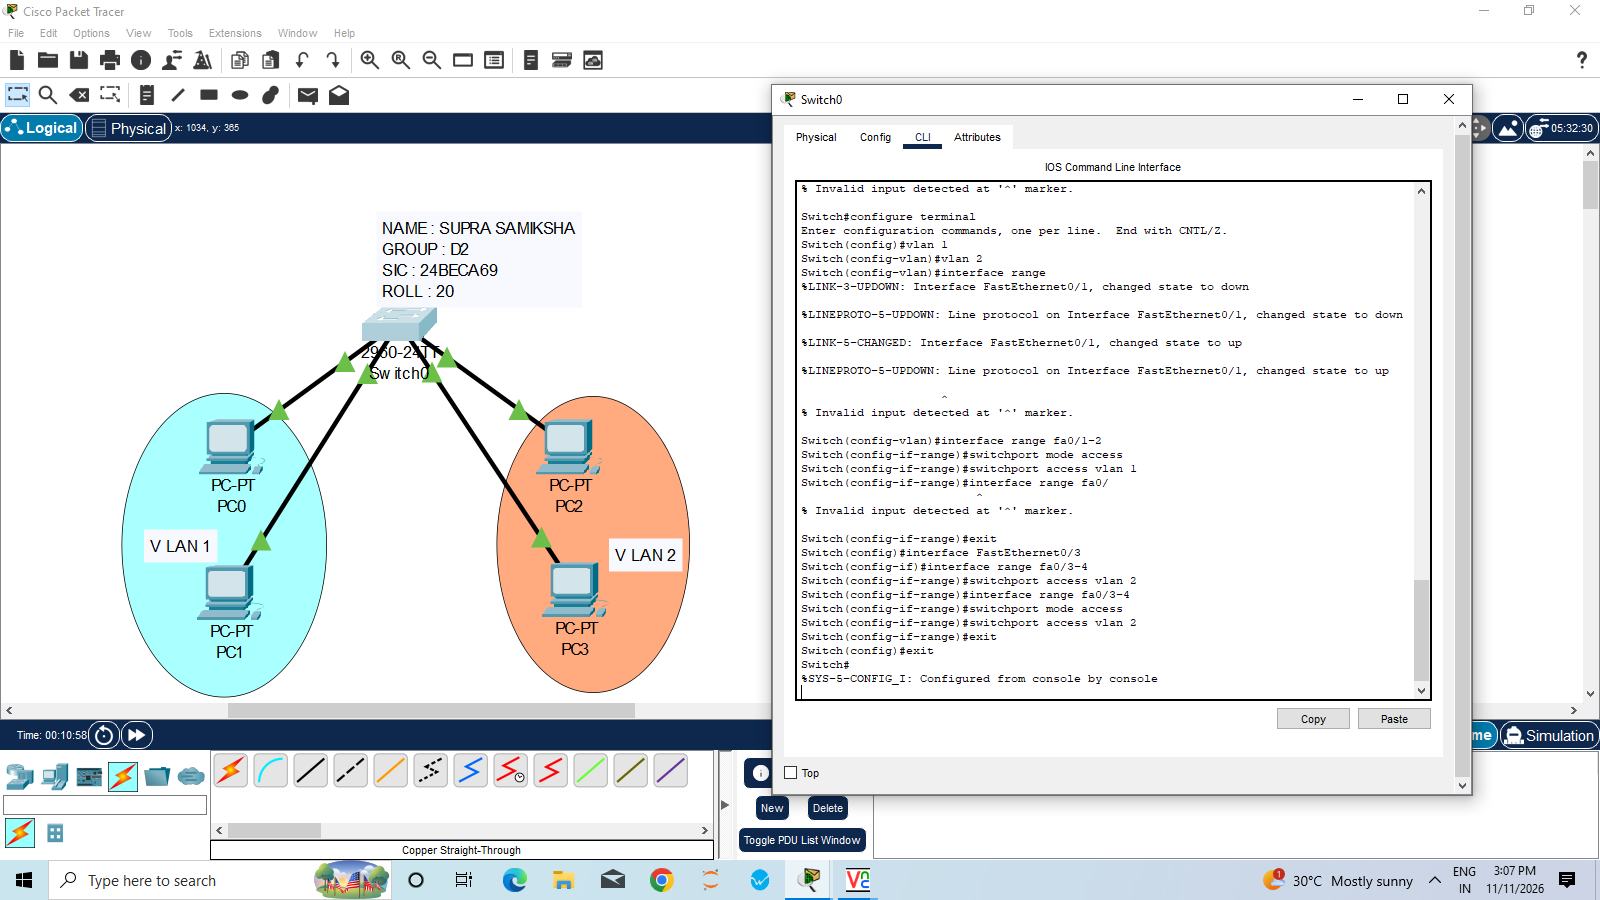 Cisco Packet Tracer
File Edit Options View Tools Extensions Window Help
Logical Physical x: 1034, y: 365
05:32:30
NAME : SUPRA SAMIKSHA
GROUP : D2
SIC : 24BECA69
ROLL : 20
2960-24TT
Switch0
PC-PT
PC0
PC-PT
PC2
V LAN 1
V LAN 2
PC-PT
PC1
PC-PT
PC3
Switch0
Physical Config CLI Attributes
IOS Command Line Interface
% Invalid input detected at '^' marker.
Switch#configure terminal
Enter configuration commands, one per line.  End with CNTL/Z.
Switch(config)#vlan 1
Switch(config-vlan)#vlan 2
Switch(config-vlan)#interface range
%LINK-3-UPDOWN: Interface FastEthernet0/1, changed state to down
%LINEPROTO-5-UPDOWN: Line protocol on Interface FastEthernet0/1, changed state to down
%LINK-5-CHANGED: Interface FastEthernet0/1, changed state to up
%LINEPROTO-5-UPDOWN: Line protocol on Interface FastEthernet0/1, changed state to up
^
% Invalid input detected at '^' marker.
Switch(config-vlan)#interface range fa0/1-2
Switch(config-if-range)#switchport mode access
Switch(config-if-range)#switchport access vlan 1
Switch(config-if-range)#interface range fa0/
^
% Invalid input detected at '^' marker.
Switch(config-if-range)#exit
Switch(config)#interface FastEthernet0/3
Switch(config-if)#interface range fa0/3-4
Switch(config-if-range)#switchport access vlan 2
Switch(config-if-range)#interface range fa0/3-4
Switch(config-if-range)#switchport mode access
Switch(config-if-range)#switchport access vlan 2
Switch(config-if-range)#exit
Switch(config)#exit
Switch#
%SYS-5-CONFIG_I: Configured from console by console
Copy Paste
Top
Time: 00:10:58
me Simulation
New Delete
Toggle PDU List Window
Copper Straight-Through
Type here to search
1
30°C Mostly sunny
ENG
IN
3:07 PM
11/11/2026